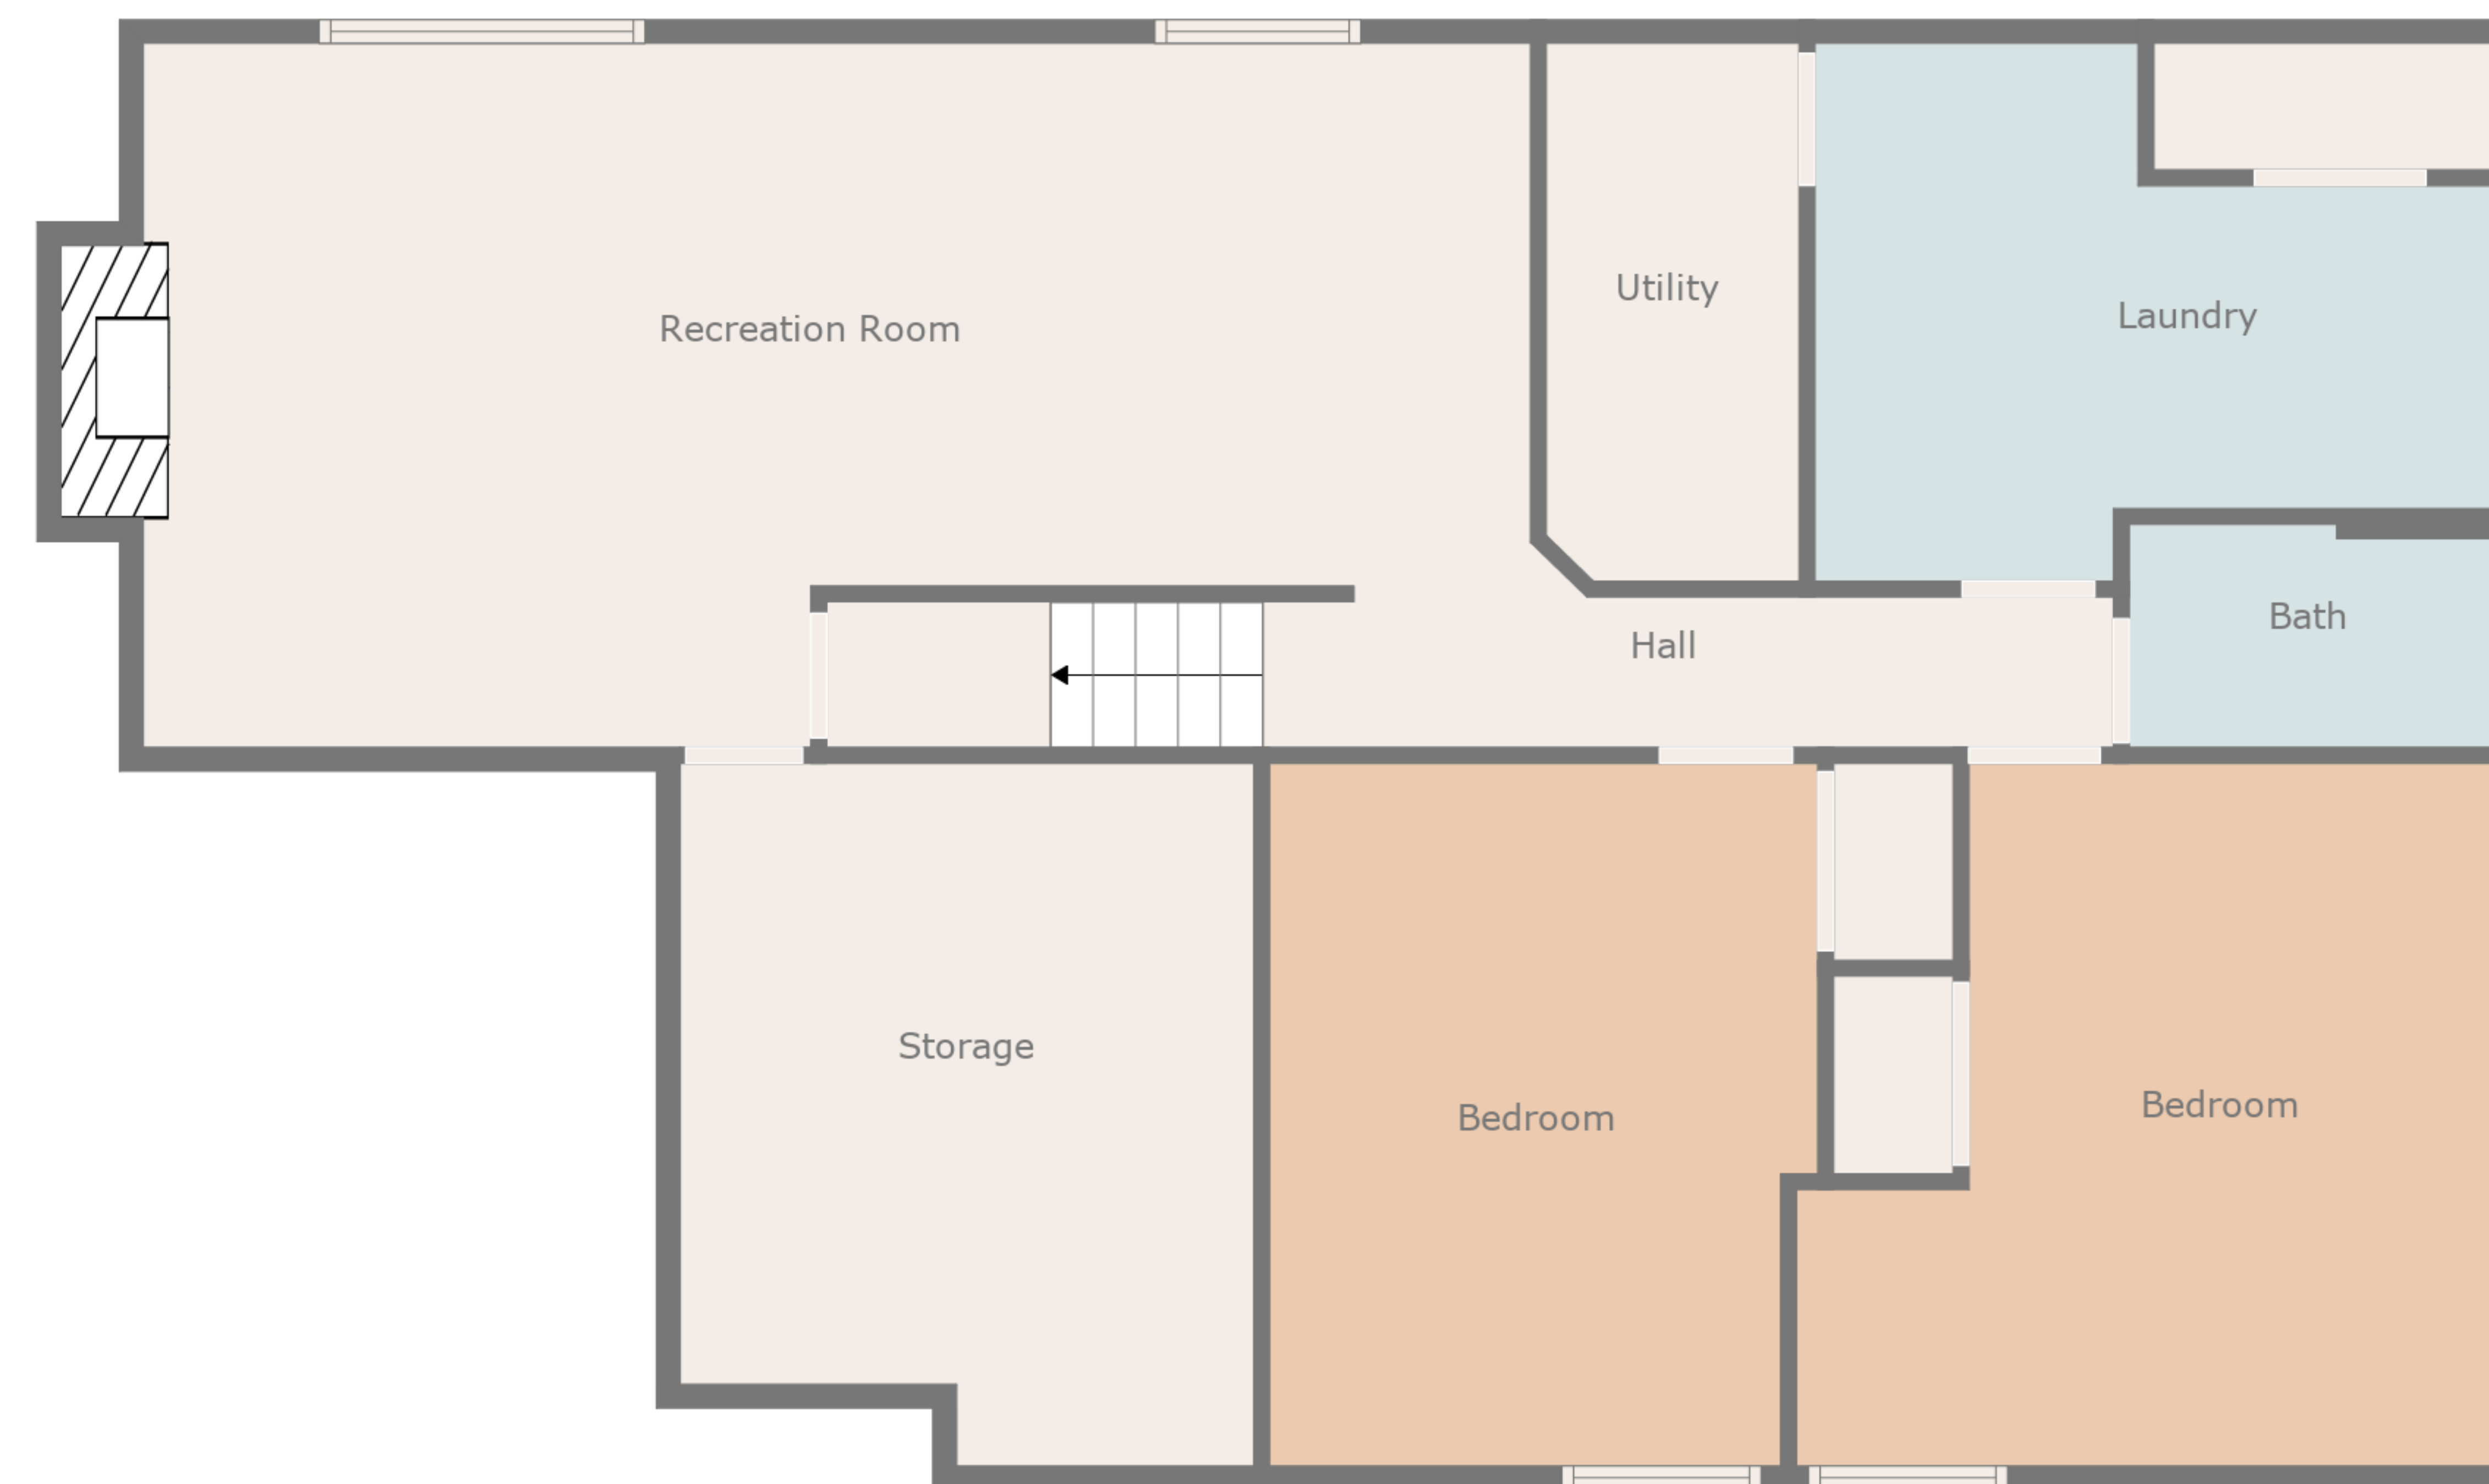 Utility
Laundry
Recreation Room
Bath
Hall
Storage
Bedroom
Bedroom